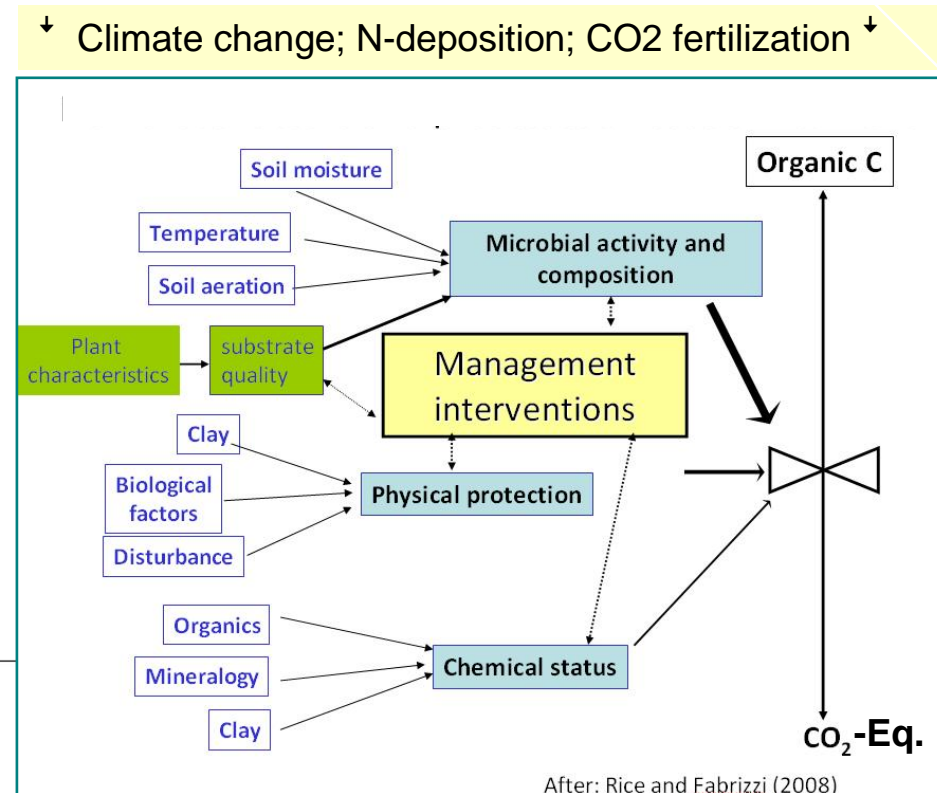 Climate change; N-deposition; CO2 fertilization
Organic C
Soil moisture
Temperature
Soil aeration
Microbial activity and
composition
Plant
characteristics
substrate
quality
Management
interventions
Clay
Biological
factors
Disturbance
Physical protection
Organics
Mineralogy
Clay
Chemical status
CO₂-Eq.
After: Rice and Fabrizzi (2008)